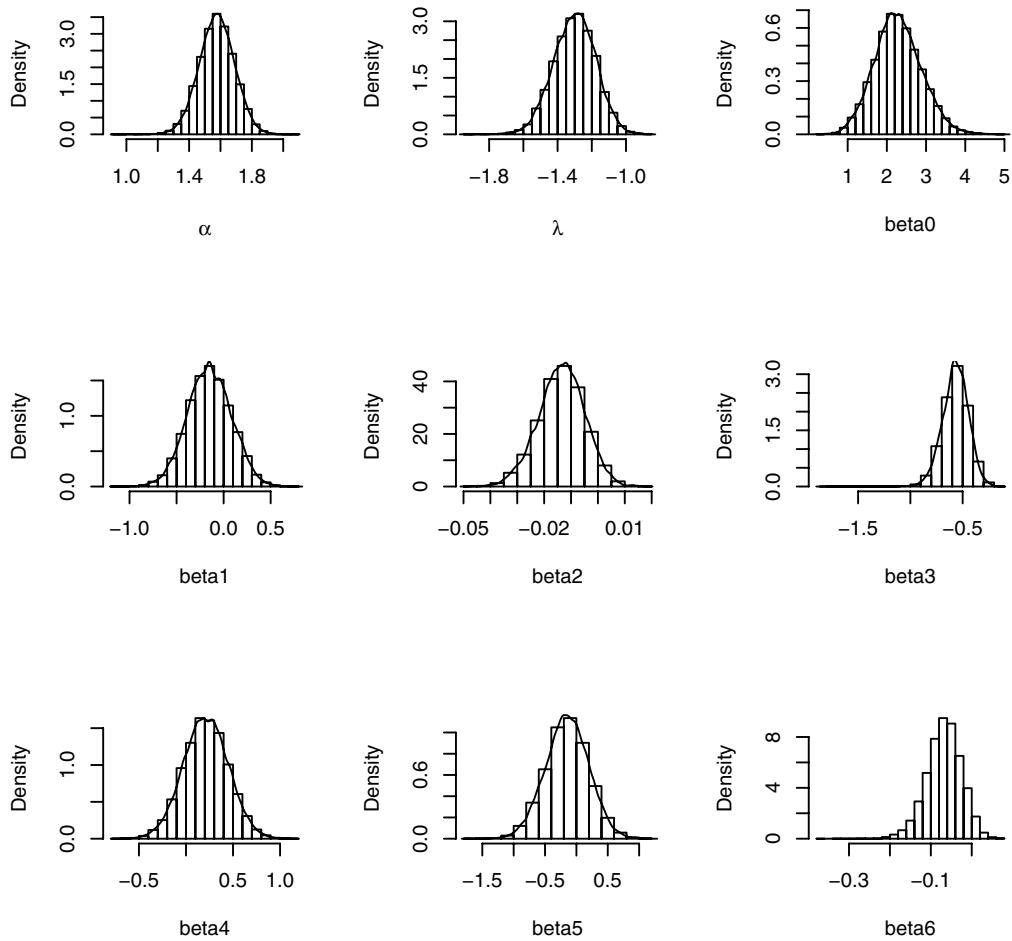 Density
0.0 1.5 3.0
1.0 1.4 1.8
α
Density
0.0 1.5 3.0
−1.8 −1.4 −1.0
λ
Density
0.0 0.3 0.6
1 2 3 4 5
beta0
Density
0.0 1.0
−1.0 0.0 0.5
beta1
Density
0 20 40
−0.05 −0.02 0.01
beta2
Density
0.0 1.5 3.0
−1.5 −0.5
beta3
Density
0.0 1.0
−0.5 0.5 1.0
beta4
Density
0.0 0.6
−1.5 −0.5 0.5
beta5
Density
0 4 8
−0.3 −0.1
beta6